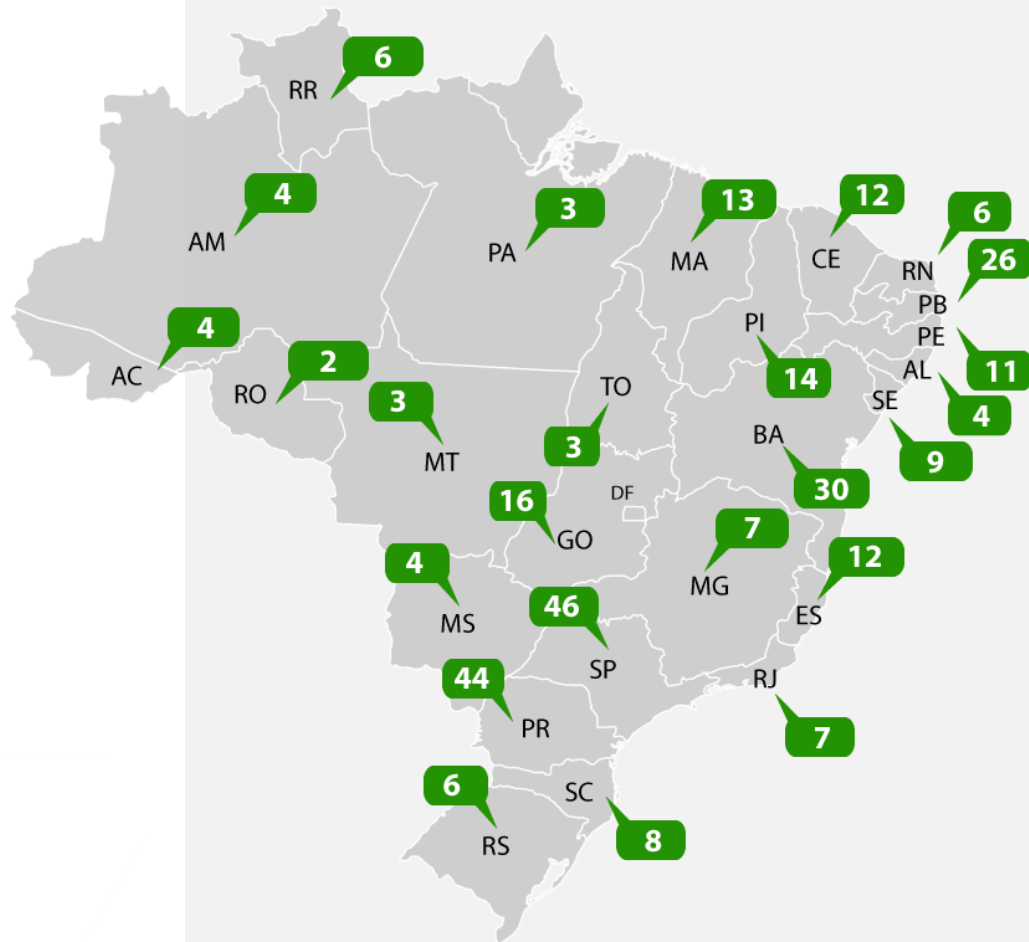 6
RR
4
AM
3
PA
13
MA
12
CE
6
RN
26
PB
PE
11
4
AC
2
RO
PI
14
AL
4
SE
9
3
MT
TO
3
BA
30
16
GO
DF
7
MG
12
ES
4
MS
46
SP
RJ
7
44
PR
6
RS
SC
8